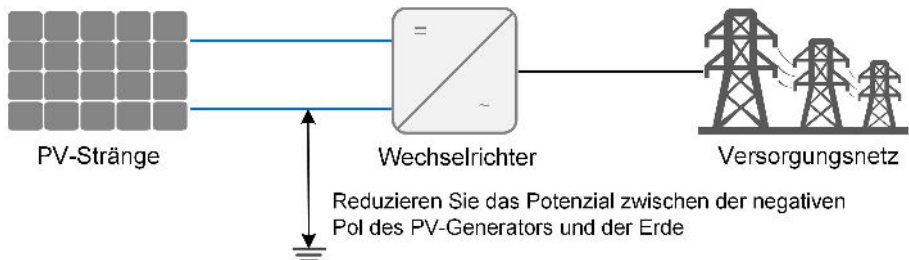 =
~
PV-Stränge
Wechselrichter
Versorgungsnetz
Reduzieren Sie das Potenzial zwischen der negativen
Pol des PV-Generators und der Erde